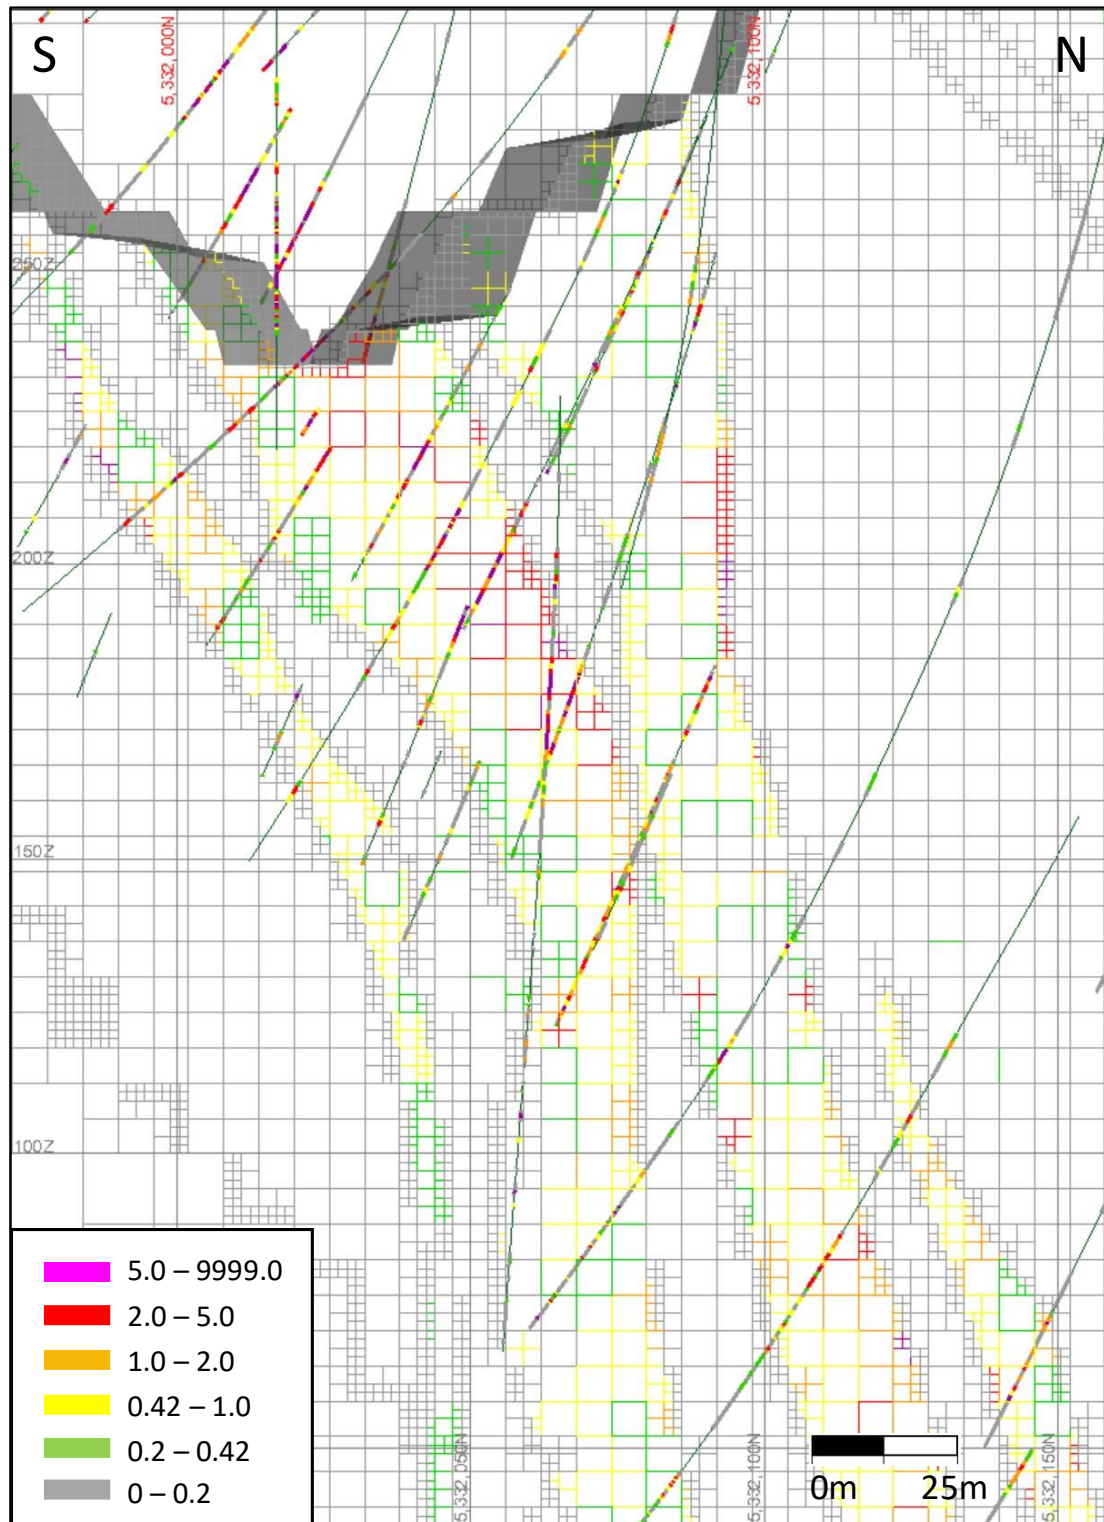 S
N
5,332,000N
5,332,100N
250Z
200Z
150Z
100Z
5.0 – 9999.0
2.0 – 5.0
1.0 – 2.0
0.42 – 1.0
0.2 – 0.42
0 – 0.2
5,332,050N
5,332,100N
5,332,150N
0m
25m